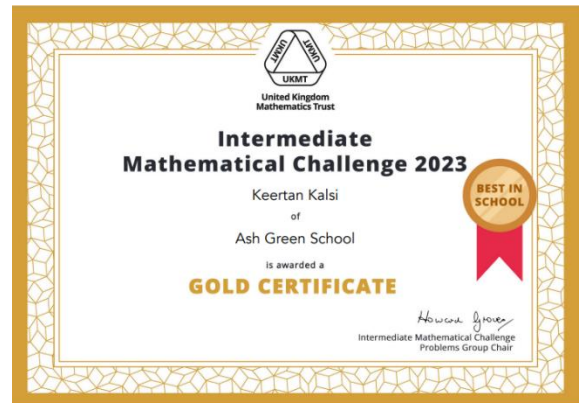 UKMT
UKMT
UKMT
United Kingdom
Mathematics Trust
Intermediate
Mathematical Challenge 2023
Keertan Kalsi
of
Ash Green School
is awarded a
GOLD CERTIFICATE
BEST IN
SCHOOL
Howard Groves
Intermediate Mathematical Challenge
Problems Group Chair